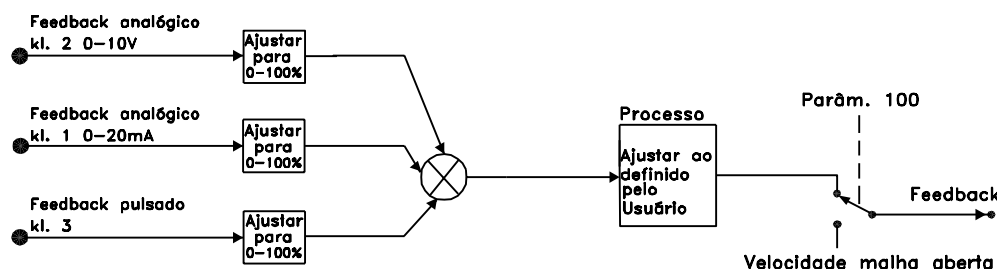 Feedback analógico
kl. 2 0–10V
Ajustar
para
0–100%
Feedback analógico
kl. 1 0–20mA
Ajustar
para
0–100%
Feedback pulsado
kl. 3
Ajustar
para
0–100%
Processo
Ajustar ao
definido
pelo
Usuário
Parâm. 100
Feedback
Velocidade malha aberta